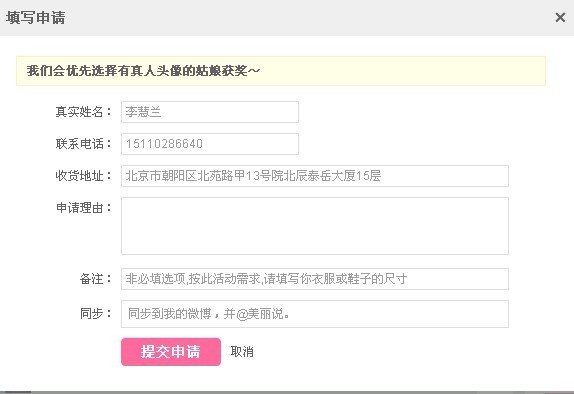 填写申请 ×
我们会优先选择有真人头像的姑娘获奖～
真实姓名： 李慧兰
联系电话： 15110286640
收货地址： 北京市朝阳区北苑路甲13号院北辰泰岳大厦15层
申请理由：
备注： 非必填选项,按此活动需求,请填写你衣服或鞋子的尺寸
同步： 同步到我的微博，并@美丽说。
提交申请 取消